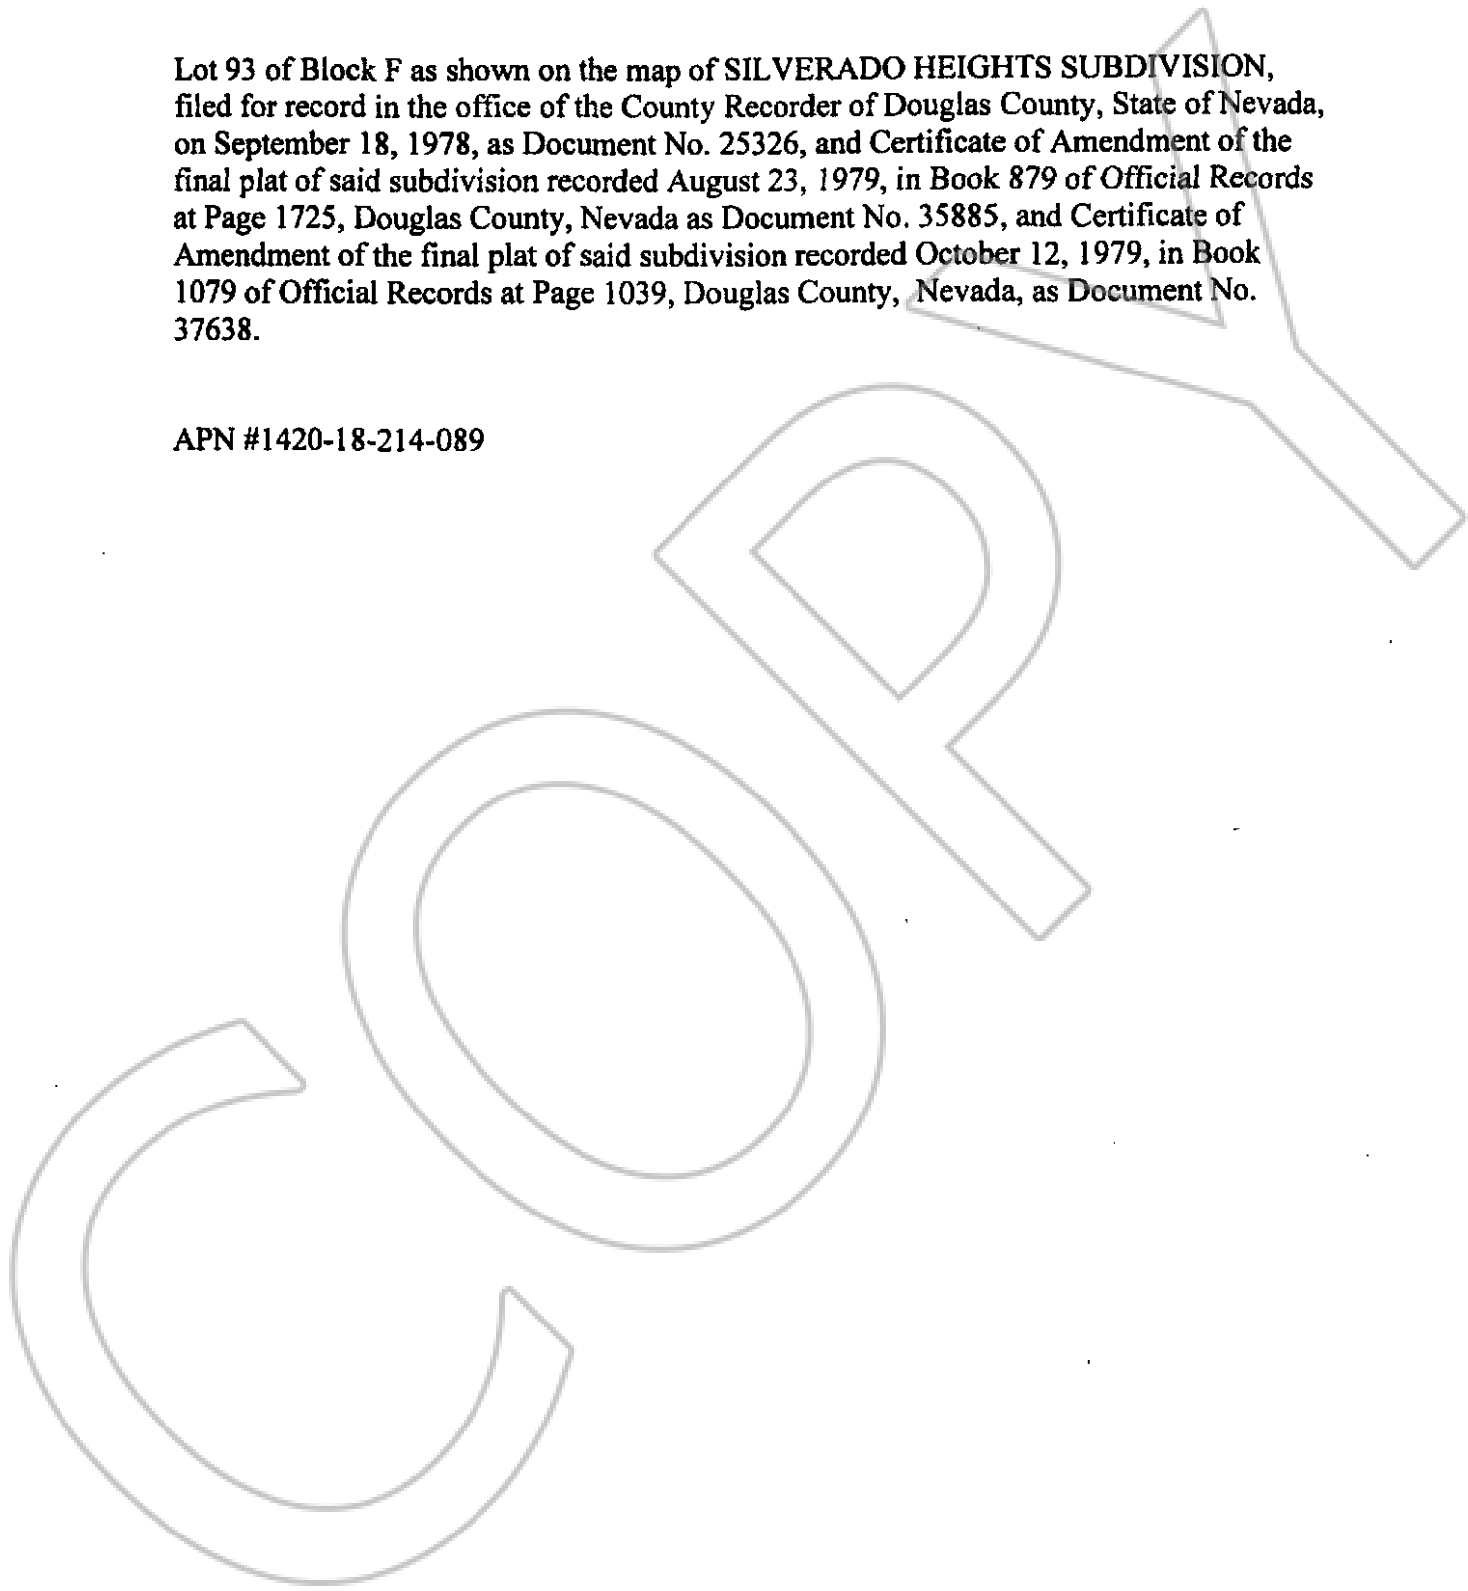 Lot 93 of Block F as shown on the map of SILVERADO HEIGHTS SUBDIVISION,
filed for record in the office of the County Recorder of Douglas County, State of Nevada,
on September 18, 1978, as Document No. 25326, and Certificate of Amendment of the
final plat of said subdivision recorded August 23, 1979, in Book 879 of Official Records
at Page 1725, Douglas County, Nevada as Document No. 35885, and Certificate of
Amendment of the final plat of said subdivision recorded October 12, 1979, in Book
1079 of Official Records at Page 1039, Douglas County, Nevada, as Document No.
37638.
APN #1420-18-214-089
COPY